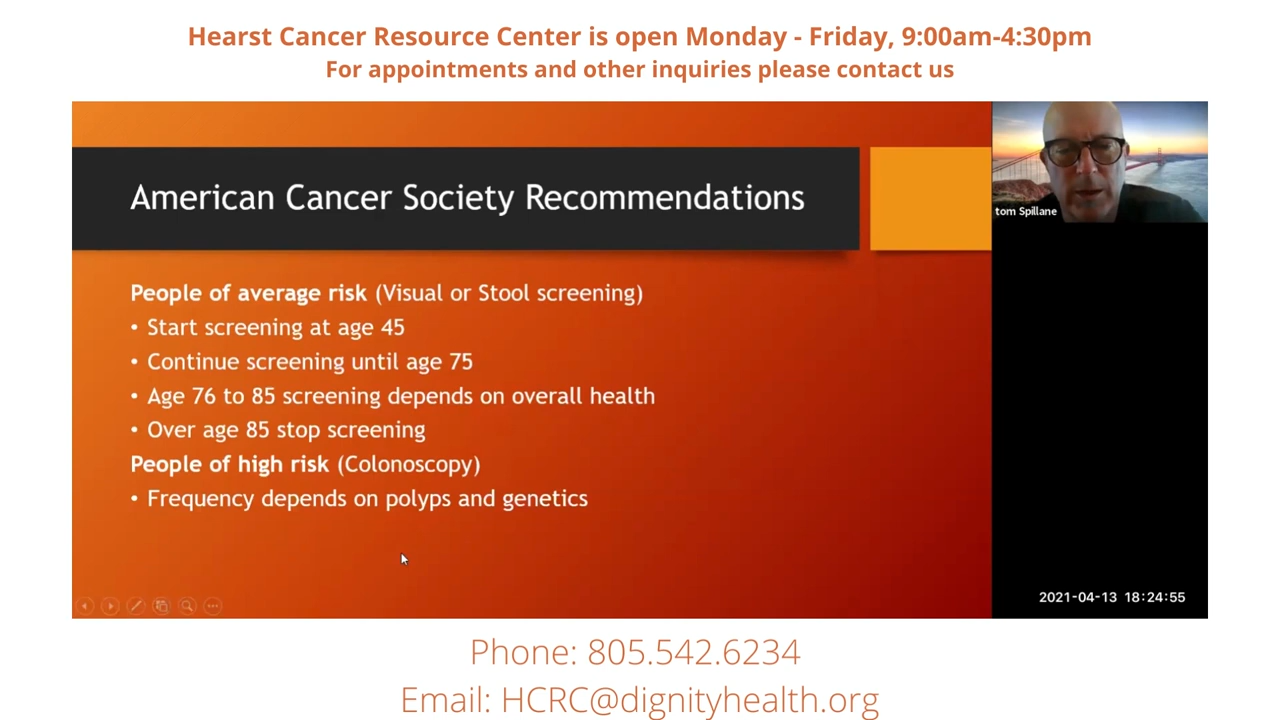 Hearst Cancer Resource Center is open Monday - Friday, 9:00am-4:30pm
For appointments and other inquiries please contact us
American Cancer Society Recommendations
tom Spillane
People of average risk (Visual or Stool screening)
• Start screening at age 45
• Continue screening until age 75
• Age 76 to 85 screening depends on overall health
• Over age 85 stop screening
People of high risk (Colonoscopy)
• Frequency depends on polyps and genetics
2021-04-13 18:24:55
Phone: 805.542.6234
Email: HCRC@dignityhealth.org